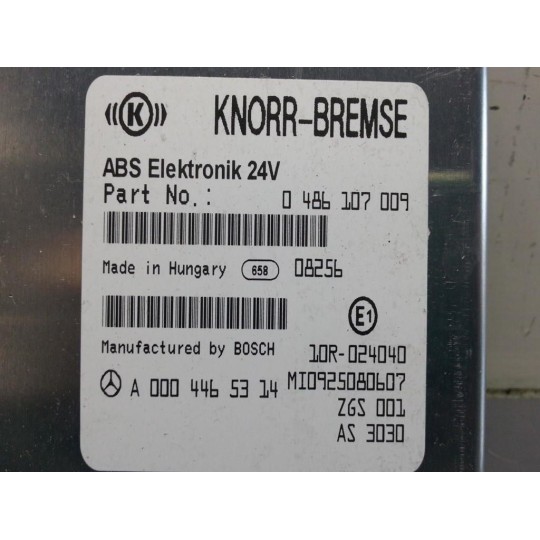 K KNORR-BREMSE
ABS Elektronik 24V
Part No.: 0 486 107 009
Made in Hungary 658 08256
E1
Manufactured by BOSCH 10R-024040
A 000 446 53 14 MI0925080607
ZGS 001
AS 3030